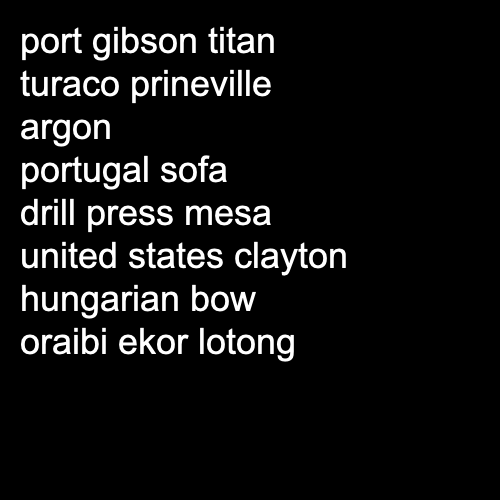 port gibson titan
turaco prineville
argon
portugal sofa
drill press mesa
united states clayton
hungarian bow
oraibi ekor lotong